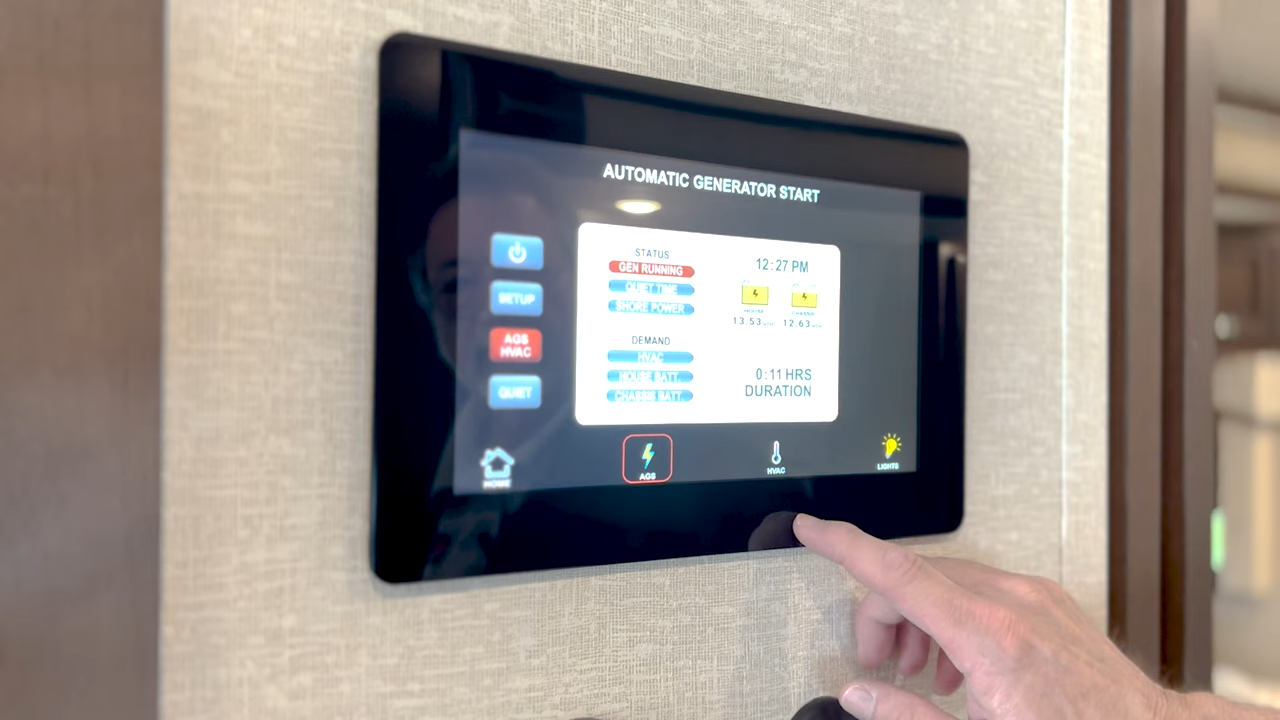 AUTOMATIC GENERATOR START
SETUP
AGS
HVAC
QUIET
STATUS
GEN RUNNING
QUIET TIME
SHORE POWER
DEMAND
HVAC
HOUSE BATT.
CHASSIS BATT.
12:27 PM
HOUSE
CHASSIS
13.53
12.63
0:11 HRS
DURATION
HOME
AGS
HVAC
LIGHTS